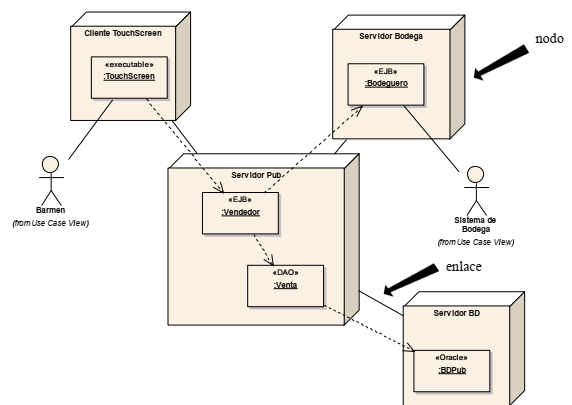 Cliente TouchScreen
«executable»
:TouchScreen
Servidor Bodega
«EJB»
:Bodeguero
nodo
Barmen
(from Use Case View)
Servidor Pub
«EJB»
:Vendedor
«DAO»
:Venta
Sistema de
Bodega
(from Use Case View)
enlace
Servidor BD
«Oracle»
:BDPub